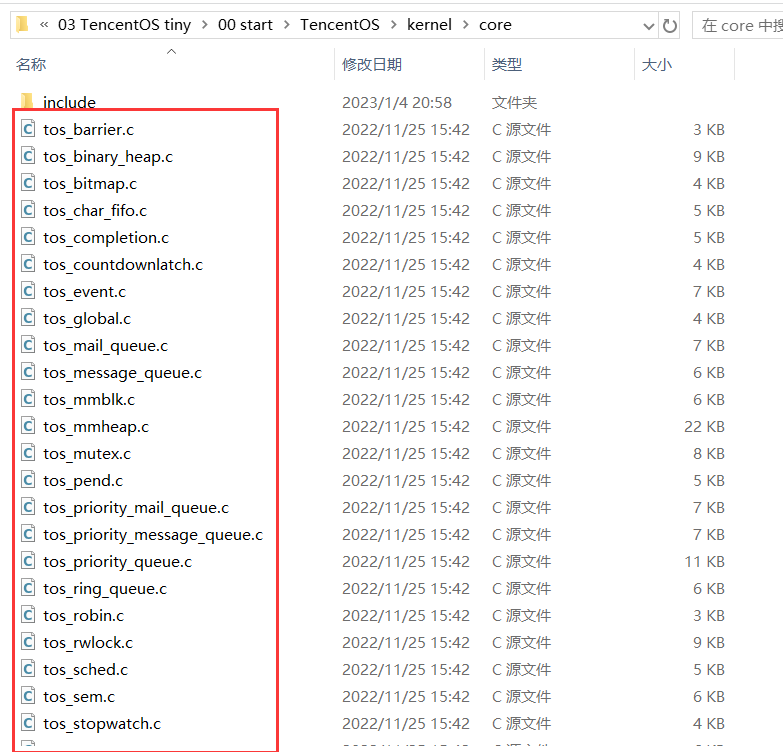 « 03 TencentOS tiny › 00 start › TencentOS › kernel › core 在 core 中搜
名称 修改日期 类型 大小
include 2023/1/4 20:58 文件夹
tos_barrier.c 2022/11/25 15:42 C 源文件 3 KB
tos_binary_heap.c 2022/11/25 15:42 C 源文件 9 KB
tos_bitmap.c 2022/11/25 15:42 C 源文件 4 KB
tos_char_fifo.c 2022/11/25 15:42 C 源文件 5 KB
tos_completion.c 2022/11/25 15:42 C 源文件 5 KB
tos_countdownlatch.c 2022/11/25 15:42 C 源文件 4 KB
tos_event.c 2022/11/25 15:42 C 源文件 7 KB
tos_global.c 2022/11/25 15:42 C 源文件 4 KB
tos_mail_queue.c 2022/11/25 15:42 C 源文件 7 KB
tos_message_queue.c 2022/11/25 15:42 C 源文件 6 KB
tos_mmblk.c 2022/11/25 15:42 C 源文件 6 KB
tos_mmheap.c 2022/11/25 15:42 C 源文件 22 KB
tos_mutex.c 2022/11/25 15:42 C 源文件 8 KB
tos_pend.c 2022/11/25 15:42 C 源文件 5 KB
tos_priority_mail_queue.c 2022/11/25 15:42 C 源文件 7 KB
tos_priority_message_queue.c 2022/11/25 15:42 C 源文件 7 KB
tos_priority_queue.c 2022/11/25 15:42 C 源文件 11 KB
tos_ring_queue.c 2022/11/25 15:42 C 源文件 6 KB
tos_robin.c 2022/11/25 15:42 C 源文件 3 KB
tos_rwlock.c 2022/11/25 15:42 C 源文件 9 KB
tos_sched.c 2022/11/25 15:42 C 源文件 5 KB
tos_sem.c 2022/11/25 15:42 C 源文件 6 KB
tos_stopwatch.c 2022/11/25 15:42 C 源文件 4 KB